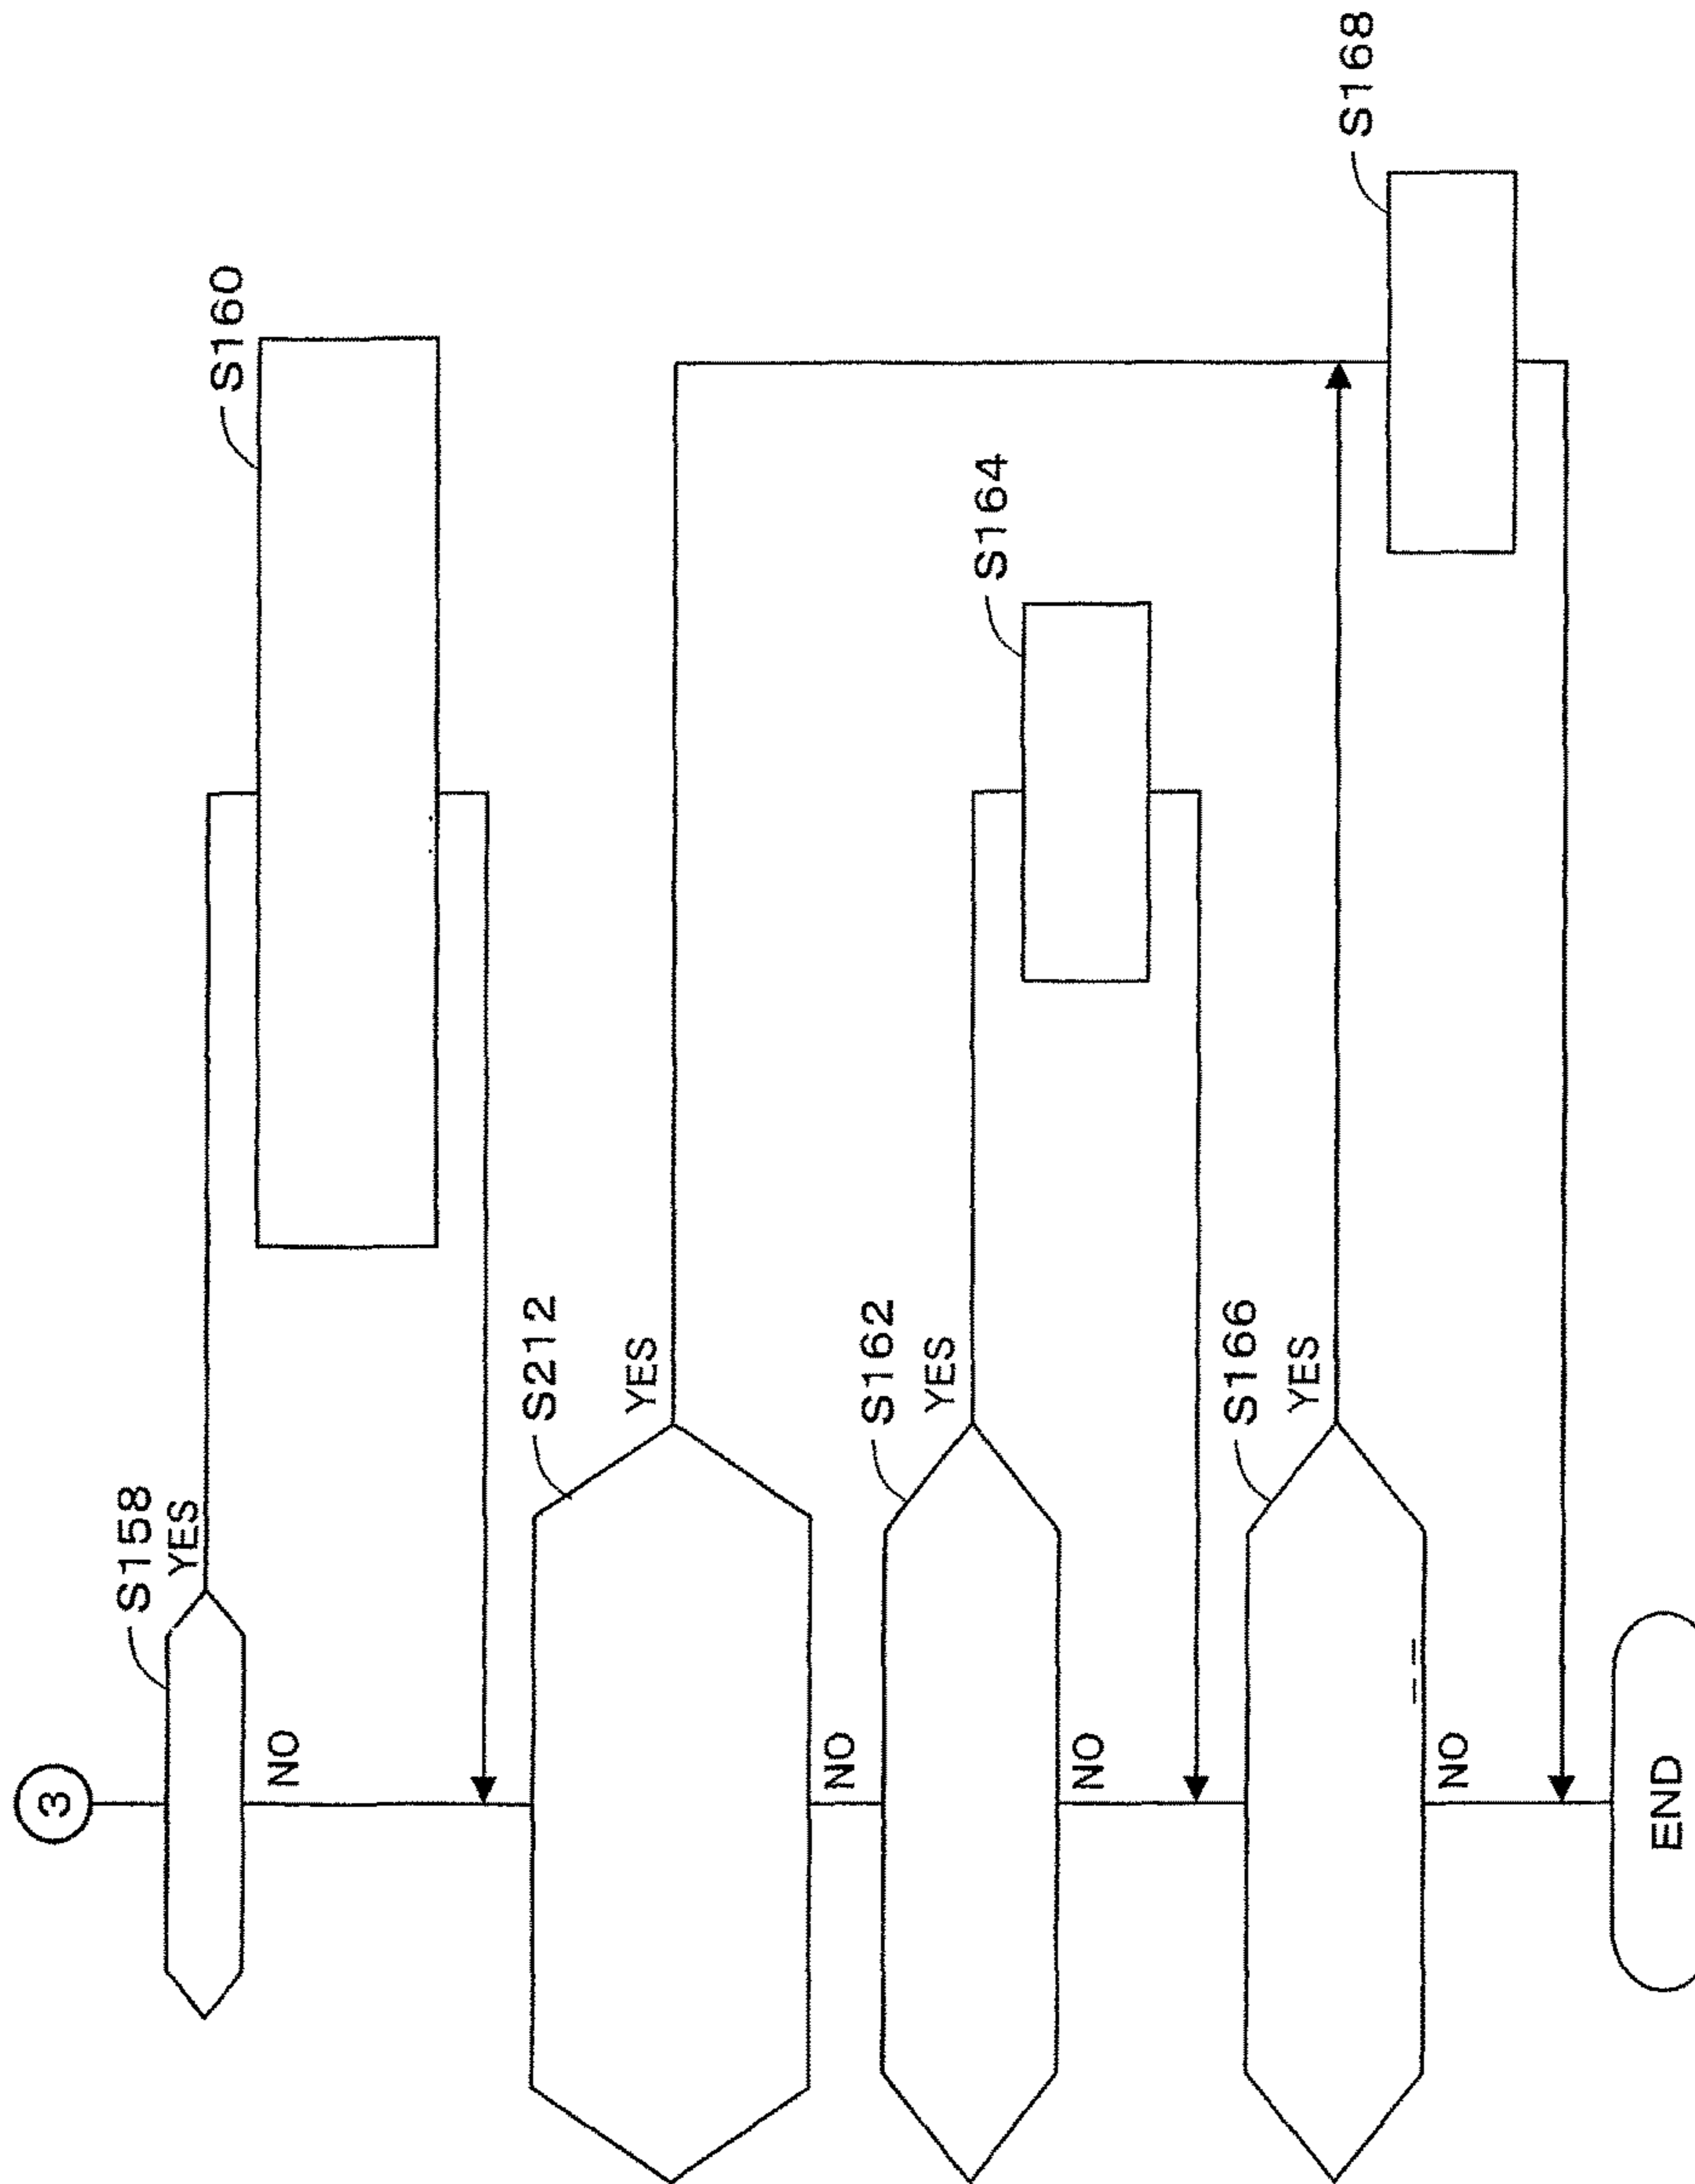 3
S158
YES
NO
S160
S212
YES
NO
S162
YES
NO
S164
S166
YES
NO
S168
END